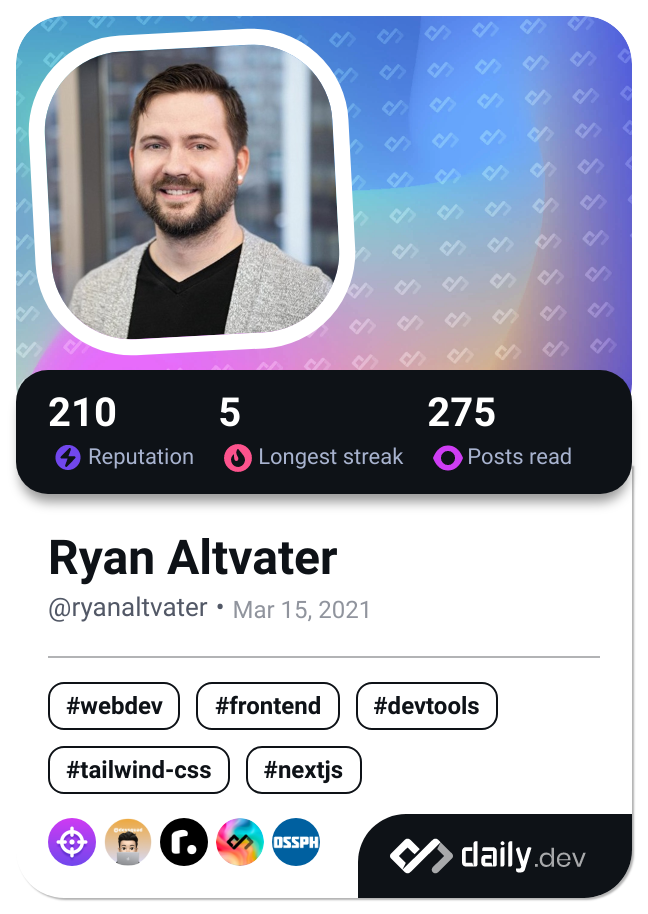 210 5 275
Reputation Longest streak Posts read
Ryan Altvater
@ryanaltvater • Mar 15, 2021
#webdev #frontend #devtools
#tailwind-css #nextjs
r. OSSPH
daily.dev